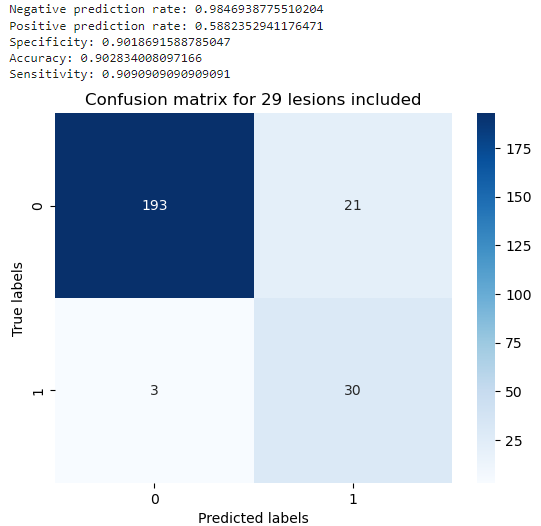 Negative prediction rate: 0.9846938775510204
Positive prediction rate: 0.5882352941176471
Specificity: 0.9018691588785047
Accuracy: 0.902834008097166
Sensitivity: 0.9090909090909091
Confusion matrix for 29 lesions included
175
150
125
100
75
50
25
0
193
21
True labels
1
3
30
0
1
Predicted labels